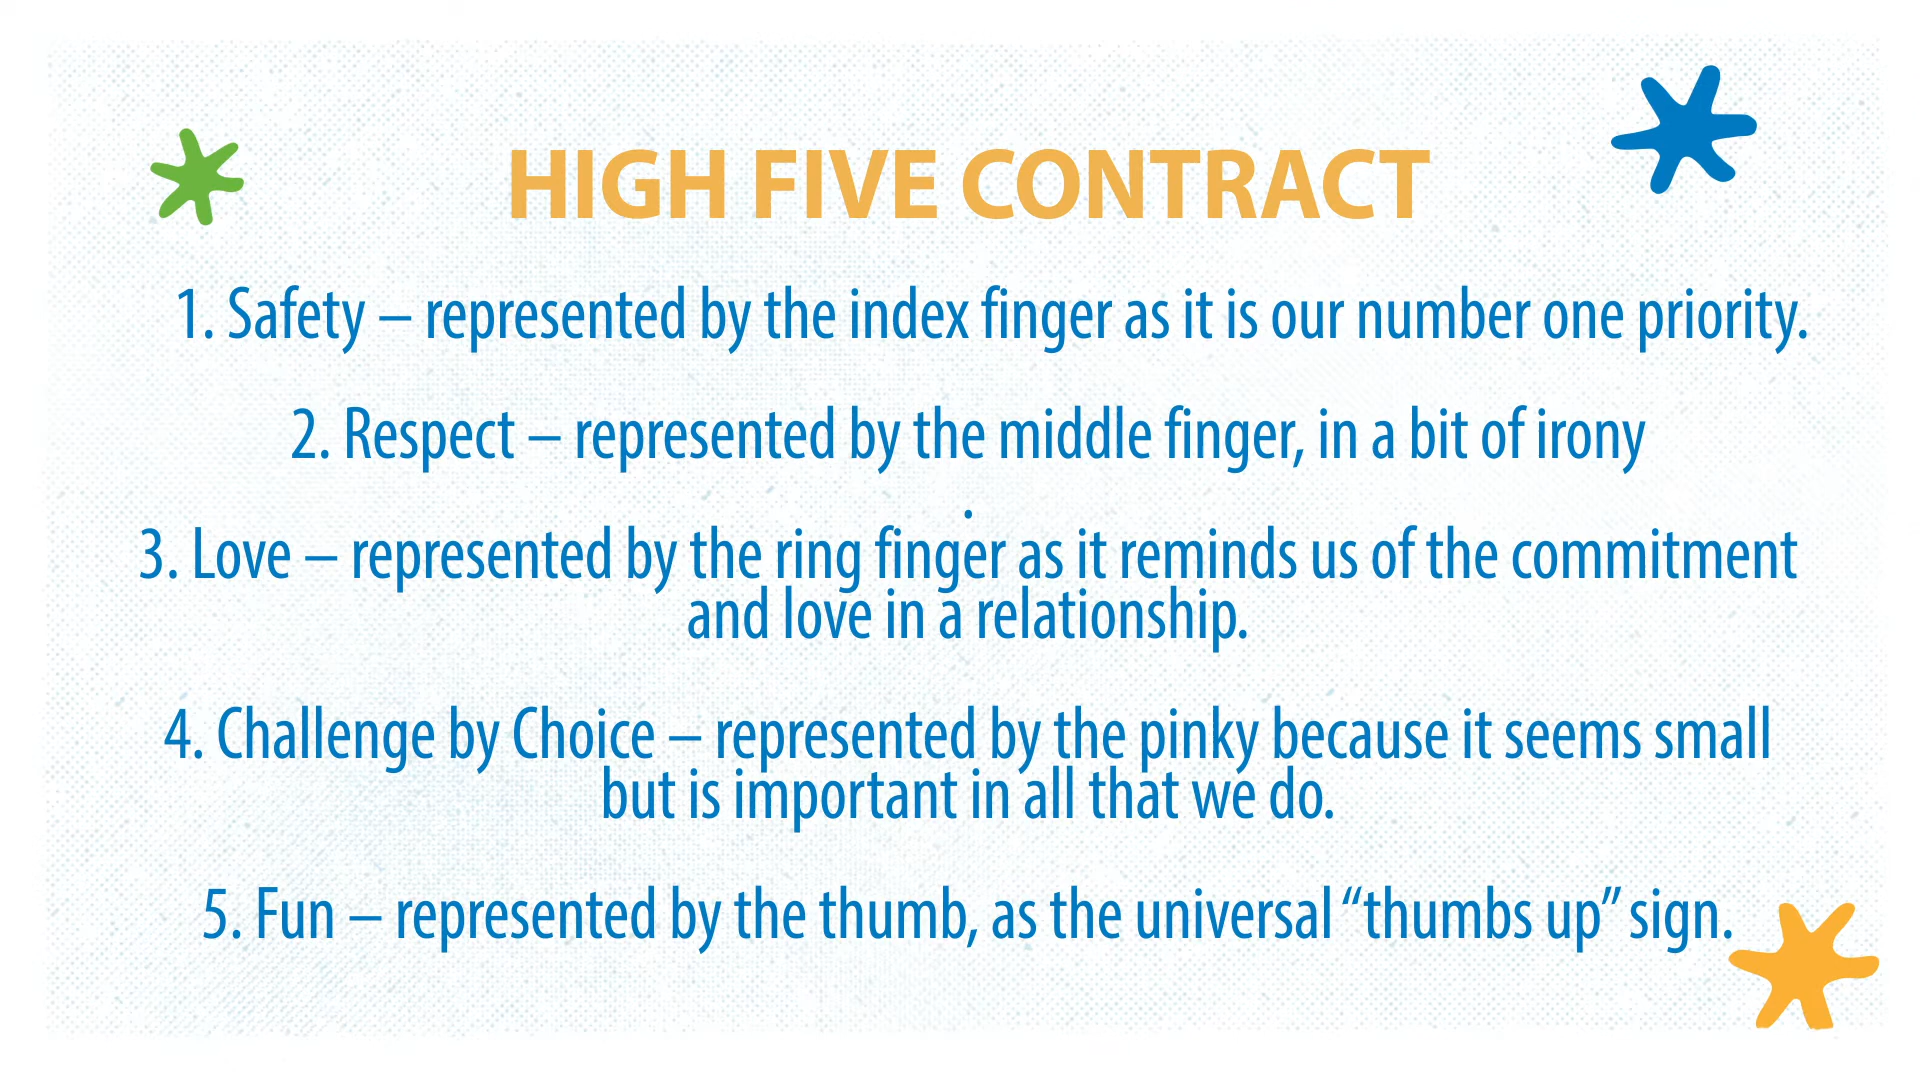 HIGH FIVE CONTRACT
1. Safety – represented by the index finger as it is our number one priority.
2. Respect – represented by the middle finger, in a bit of irony
.
3. Love – represented by the ring finger as it reminds us of the commitment
and love in a relationship.
4. Challenge by Choice – represented by the pinky because it seems small
but is important in all that we do.
5. Fun – represented by the thumb, as the universal “thumbs up” sign.